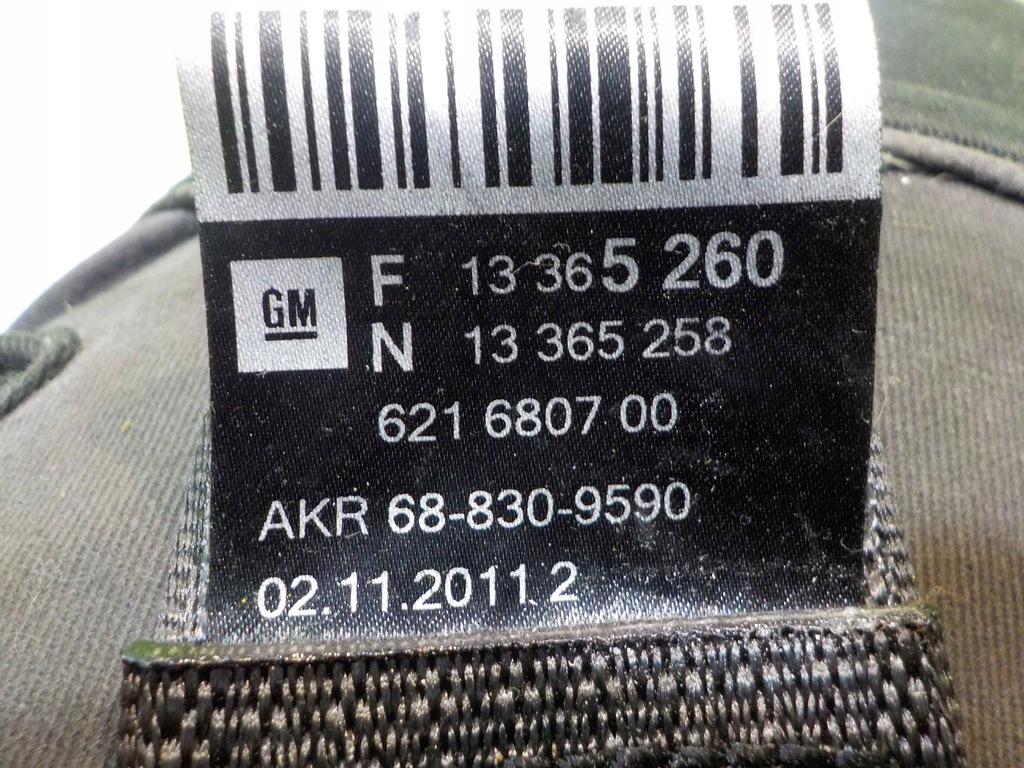 GM F 13 365 260
N 13 365 258
621 6807 00
AKR 68-830-9590
02.11.2011 2